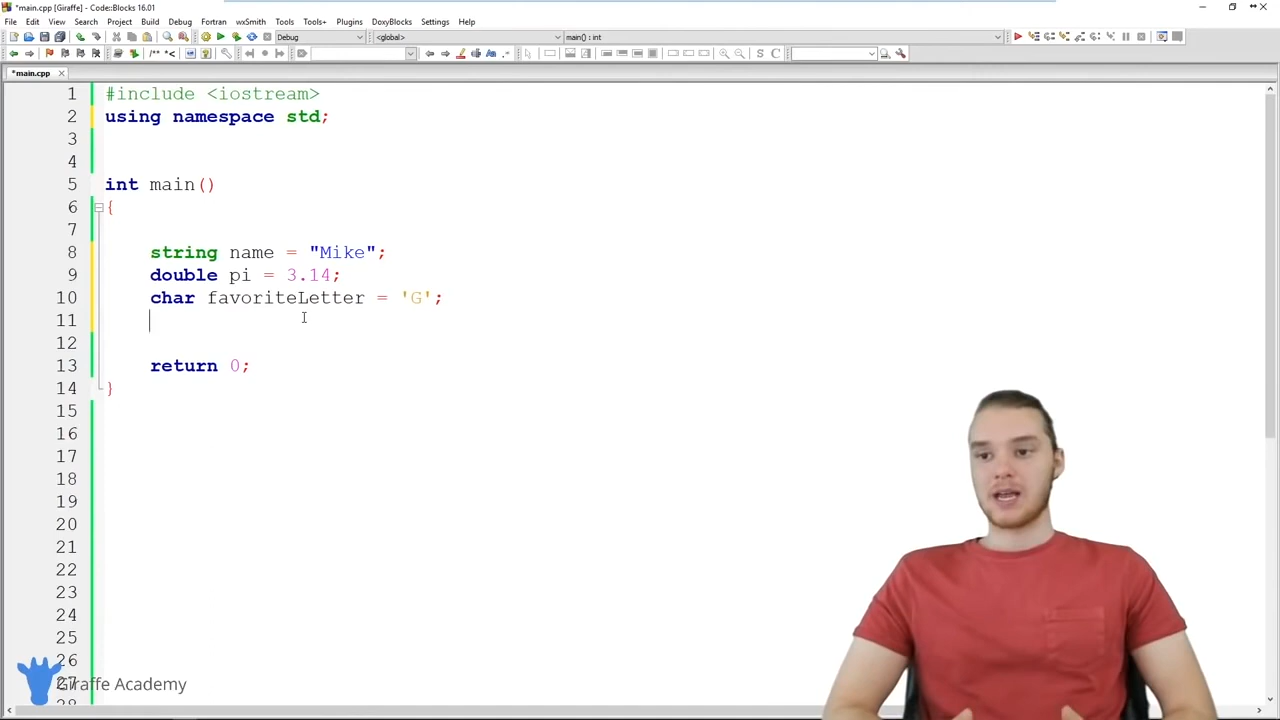 *main.cpp [Giraffe] - Code::Blocks 16.01
File Edit View Search Project Build Debug Fortran wxSmith Tools Tools+ Plugins DoxyBlocks Settings Help
Debug <global> main() : int
/** *<
Aa .*
S C
*main.cpp
1 #include <iostream>
2 using namespace std;
3
4
5 int main()
6 {
7
8 string name = "Mike";
9 double pi = 3.14;
10 char favoriteLetter = 'G';
11
12
13 return 0;
14 }
15
16
17
18
19
20
21
22
23
24
25
26
27
28
Giraffe Academy